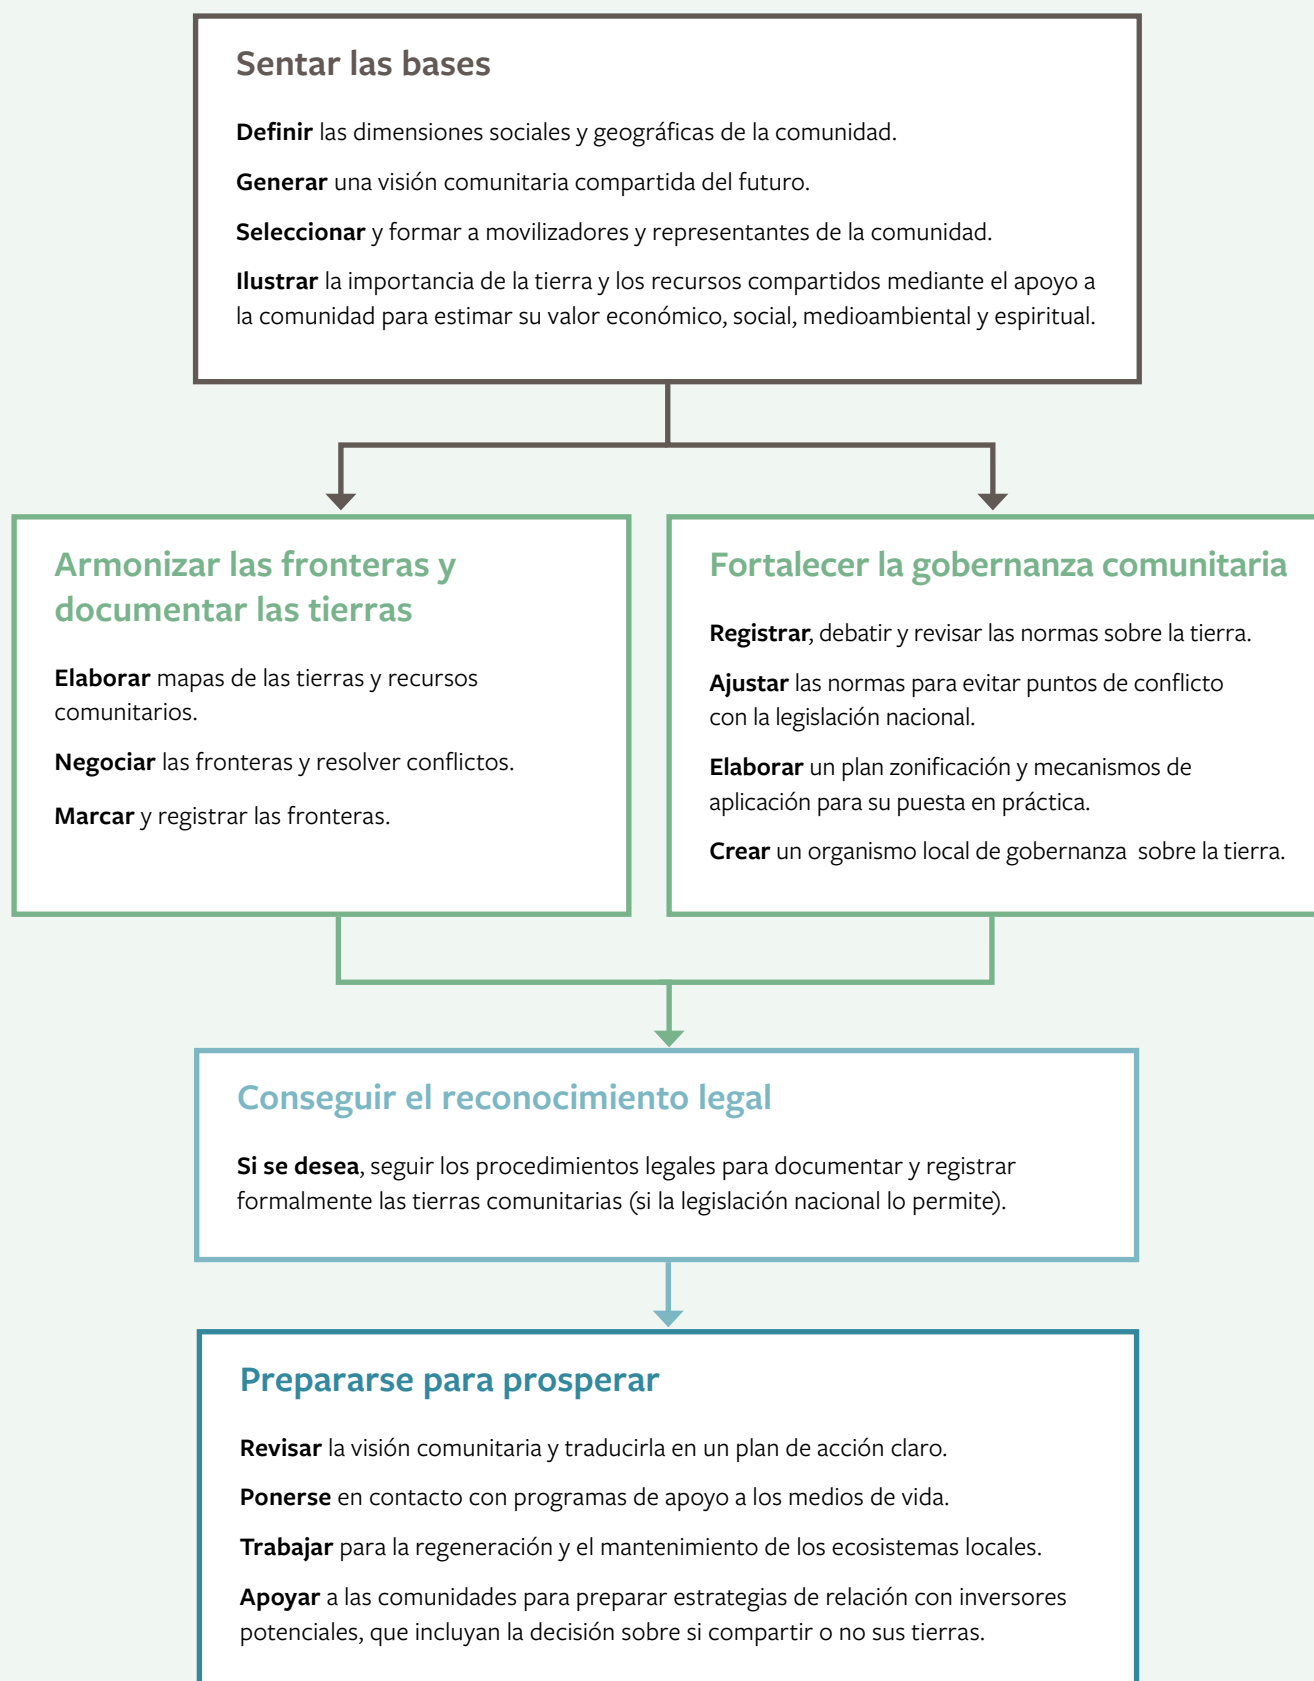 Sentar las bases
Definir las dimensiones sociales y geográficas de la comunidad.
Generar una visión comunitaria compartida del futuro.
Seleccionar y formar a movilizadores y representantes de la comunidad.
Ilustrar la importancia de la tierra y los recursos compartidos mediante el apoyo a
la comunidad para estimar su valor económico, social, medioambiental y espiritual.
Armonizar las fronteras y
documentar las tierras
Elaborar mapas de las tierras y recursos
comunitarios.
Negociar las fronteras y resolver conflictos.
Marcar y registrar las fronteras.
Fortalecer la gobernanza comunitaria
Registrar, debatir y revisar las normas sobre la tierra.
Ajustar las normas para evitar puntos de conflicto
con la legislación nacional.
Elaborar un plan zonificación y mecanismos de
aplicación para su puesta en práctica.
Crear un organismo local de gobernanza sobre la tierra.
Conseguir el reconocimiento legal
Si se desea, seguir los procedimientos legales para documentar y registrar
formalmente las tierras comunitarias (si la legislación nacional lo permite).
Prepararse para prosperar
Revisar la visión comunitaria y traducirla en un plan de acción claro.
Ponerse en contacto con programas de apoyo a los medios de vida.
Trabajar para la regeneración y el mantenimiento de los ecosistemas locales.
Apoyar a las comunidades para preparar estrategias de relación con inversores
potenciales, que incluyan la decisión sobre si compartir o no sus tierras.